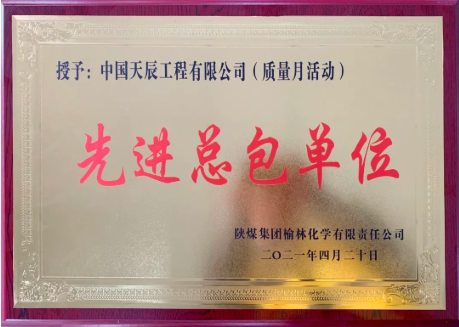 授予：中国天辰工程有限公司（质量月活动）
先进总包单位
陕煤集团榆林化学有限责任公司
二〇二一年四月二十日